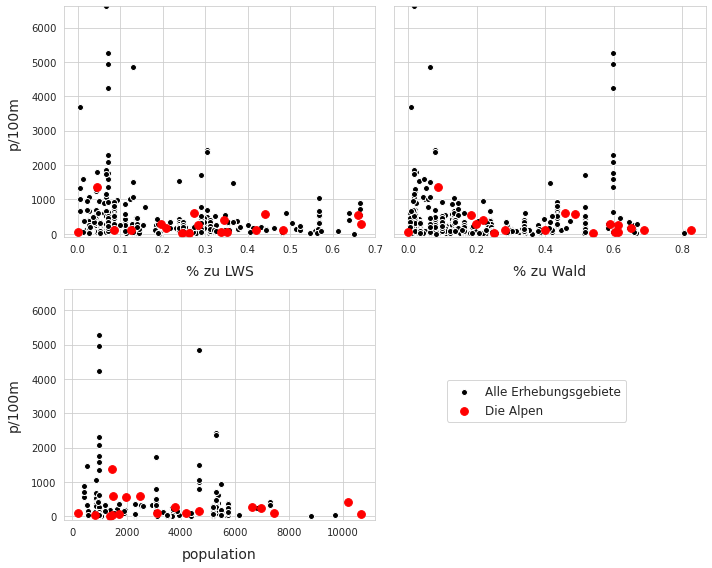 6000
5000
4000
3000
2000
1000
0
p/100m
0.0 0.1 0.2 0.3 0.4 0.5 0.6 0.7
% zu LWS
0.0 0.2 0.4 0.6 0.8
% zu Wald
6000
5000
4000
3000
2000
1000
0
p/100m
0 2000 4000 6000 8000 10000
population
Alle Erhebungsgebiete
Die Alpen